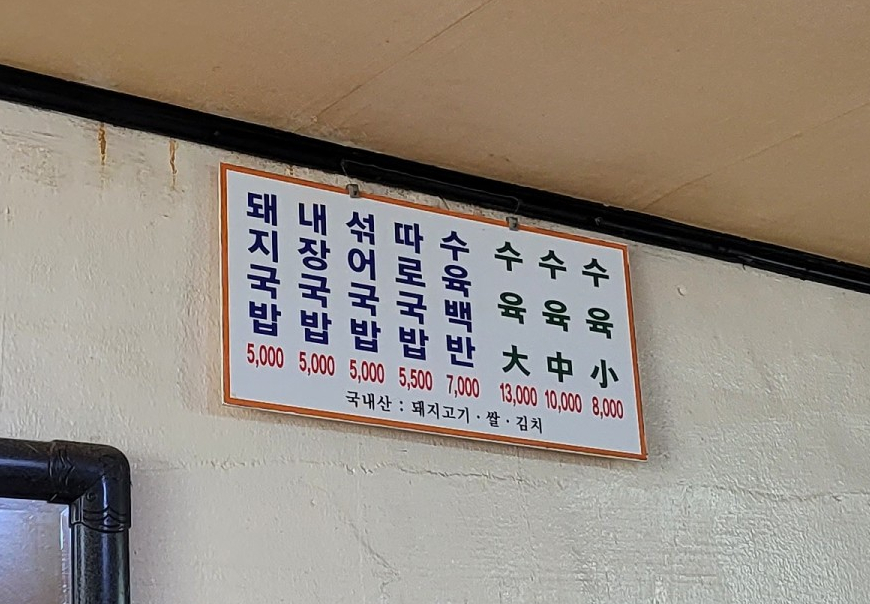 돼지국밥 5,000
내장국밥 5,000
섞어국밥 5,000
따로국밥 5,500
수육백반 7,000
수육 大 13,000
수육 中 10,000
수육 小 8,000
국내산 : 돼지고기 · 쌀 · 김치